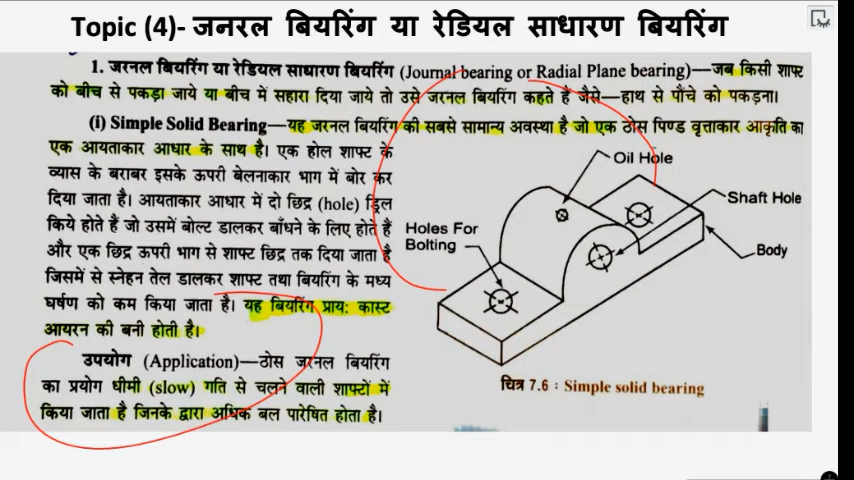 Topic (4)- जनरल बियरिंग या रेडियल साधारण बियरिंग
1. जरनल बियरिंग या रेडियल साधारण बियरिंग (Journal bearing or Radial Plane bearing)—जब किसी शाफ्ट
को बीच से पकड़ा जाये या बीच में सहारा दिया जाये तो उसे जरनल बियरिंग कहते हैं जैसे—हाथ से पौंचे को पकड़ना।
(i) Simple Solid Bearing—यह जरनल बियरिंग की सबसे सामान्य अवस्था है जो एक ठोस पिण्ड वृत्ताकार आकृति का
एक आयताकार आधार के साथ है। एक होल शाफ्ट के
व्यास के बराबर इसके ऊपरी बेलनाकार भाग में बोर कर
दिया जाता है। आयताकार आधार में दो छिद्र (hole) ड्रिल
किये होते हैं जो उसमें बोल्ट डालकर बाँधने के लिए होते हैं
और एक छिद्र ऊपरी भाग से शाफ्ट छिद्र तक दिया जाता है
जिसमें से स्नेहन तेल डालकर शाफ्ट तथा बियरिंग के मध्य
घर्षण को कम किया जाता है। यह बियरिंग प्राय: कास्ट
आयरन की बनी होती है।
उपयोग (Application)—ठोस जरनल बियरिंग
का प्रयोग धीमी (slow) गति से चलने वाली शाफ्टों में
किया जाता है जिनके द्वारा अधिक बल पारेषित होता है।
Oil Hole
Shaft Hole
Holes For
Bolting
Body
चित्र 7.6 : Simple solid bearing